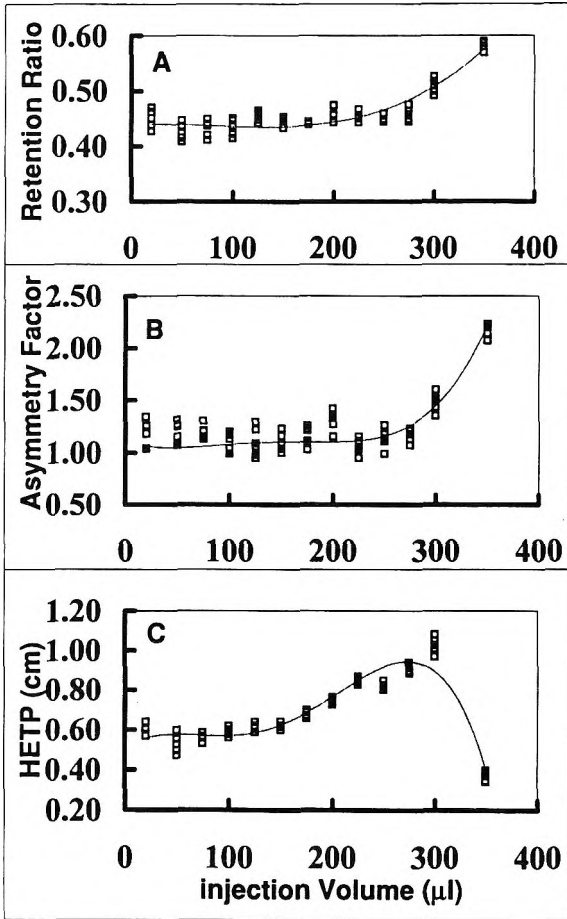 A
Retention Ratio
0.60
0.50
0.40
0.30
0 100 200 300 400
B
Asymmetry Factor
2.50
2.00
1.50
1.00
0.50
0 100 200 300 400
C
HETP (cm)
1.20
1.00
0.80
0.60
0.40
0.20
0 100 200 300 400
injection Volume (µl)